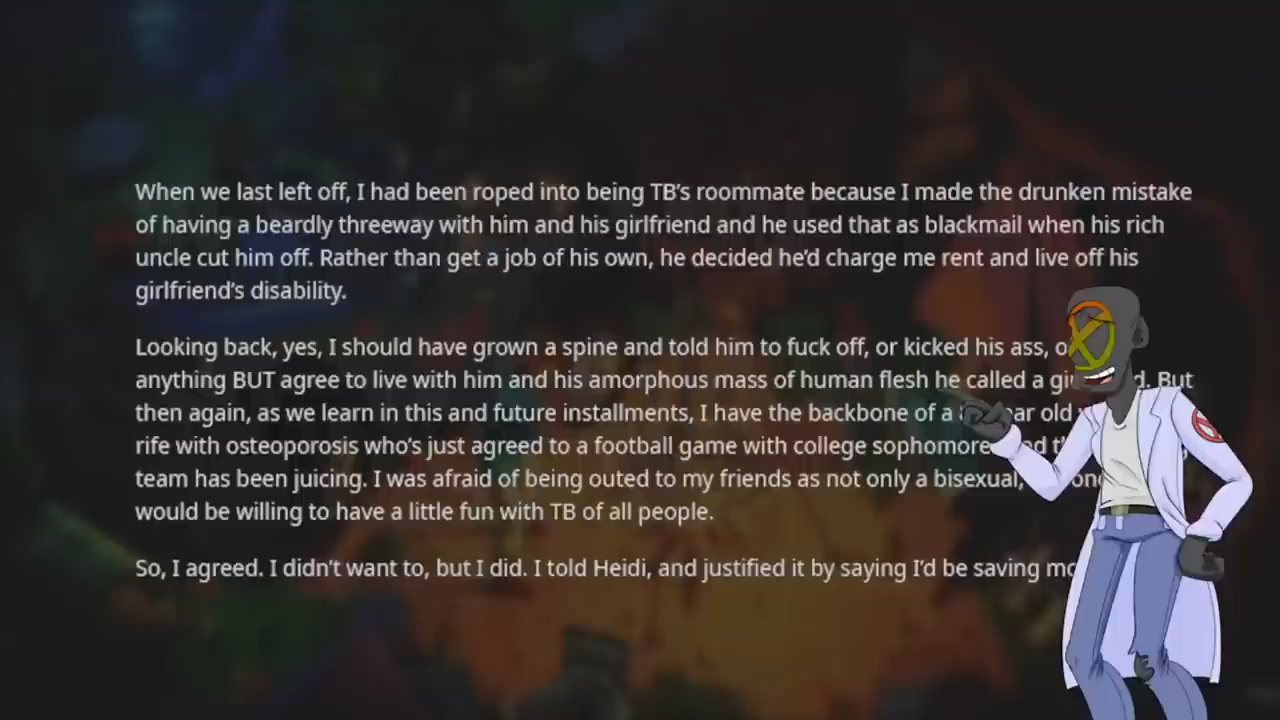 When we last left off, I had been roped into being TB's roommate because I made the drunken mistake
of having a beardly threeway with him and his girlfriend and he used that as blackmail when his rich
uncle cut him off. Rather than get a job of his own, he decided he'd charge me rent and live off his
girlfriend's disability.
Looking back, yes, I should have grown a spine and told him to fuck off, or kicked his ass,
anything BUT agree to live with him and his amorphous mass of human flesh he called a But
then again, as we learn in this and future installments, I have the backbone of a old
rife with osteoporosis who's just agreed to a football game with college
team has been juicing. I was afraid of being outed to my friends as not only a bisexual,
would be willing to have a little fun with TB of all people.
So, I agreed. I didn't want to, but I did. I told Heidi, and justified it by saying I'd be saving